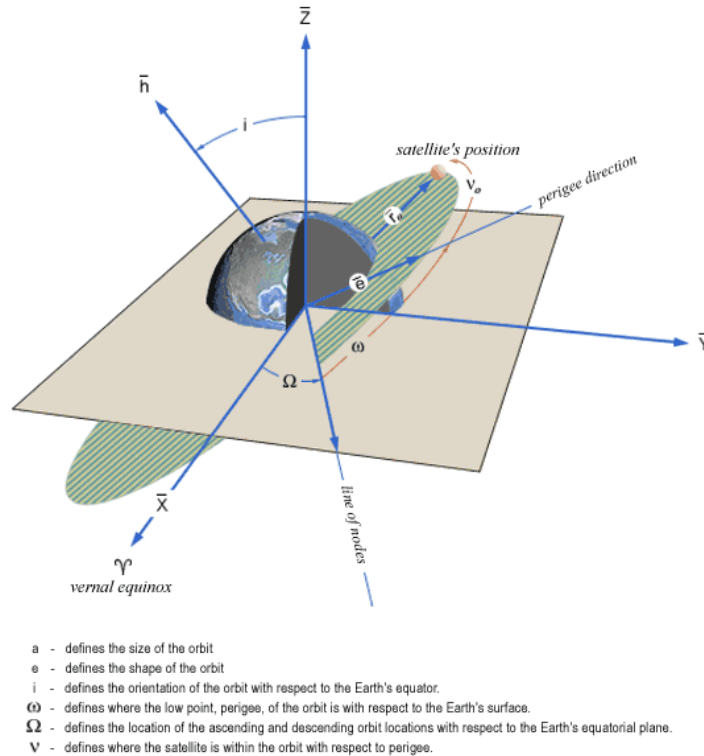 Z̄
h̄
i
satellite's position
νₒ
perigee direction
r̄ₒ
ē
Ȳ
ω
Ω
X̄
line of nodes
♈
vernal equinox
a - defines the size of the orbit
e - defines the shape of the orbit
i - defines the orientation of the orbit with respect to the Earth's equator.
ω - defines where the low point, perigee, of the orbit is with respect to the Earth's surface.
Ω - defines the location of the ascending and descending orbit locations with respect to the Earth's equatorial plane.
ν - defines where the satellite is within the orbit with respect to perigee.